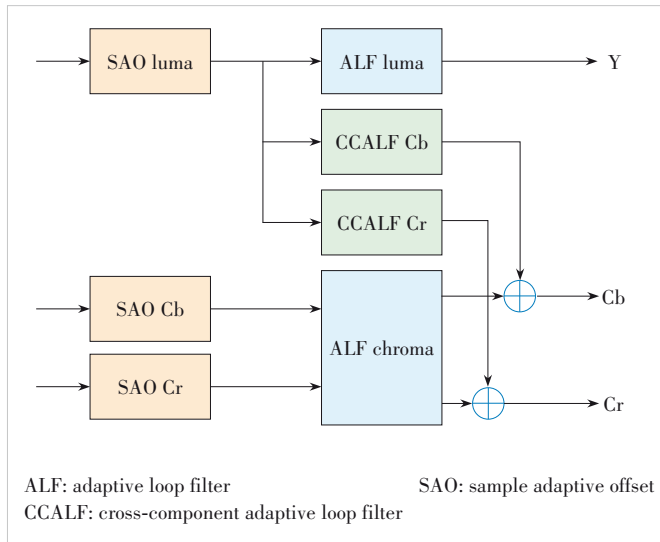 SAO luma
ALF luma
Y
CCALF Cb
CCALF Cr
SAO Cb
ALF chroma
Cb
SAO Cr
Cr
ALF: adaptive loop filter
SAO: sample adaptive offset
CCALF: cross-component adaptive loop filter